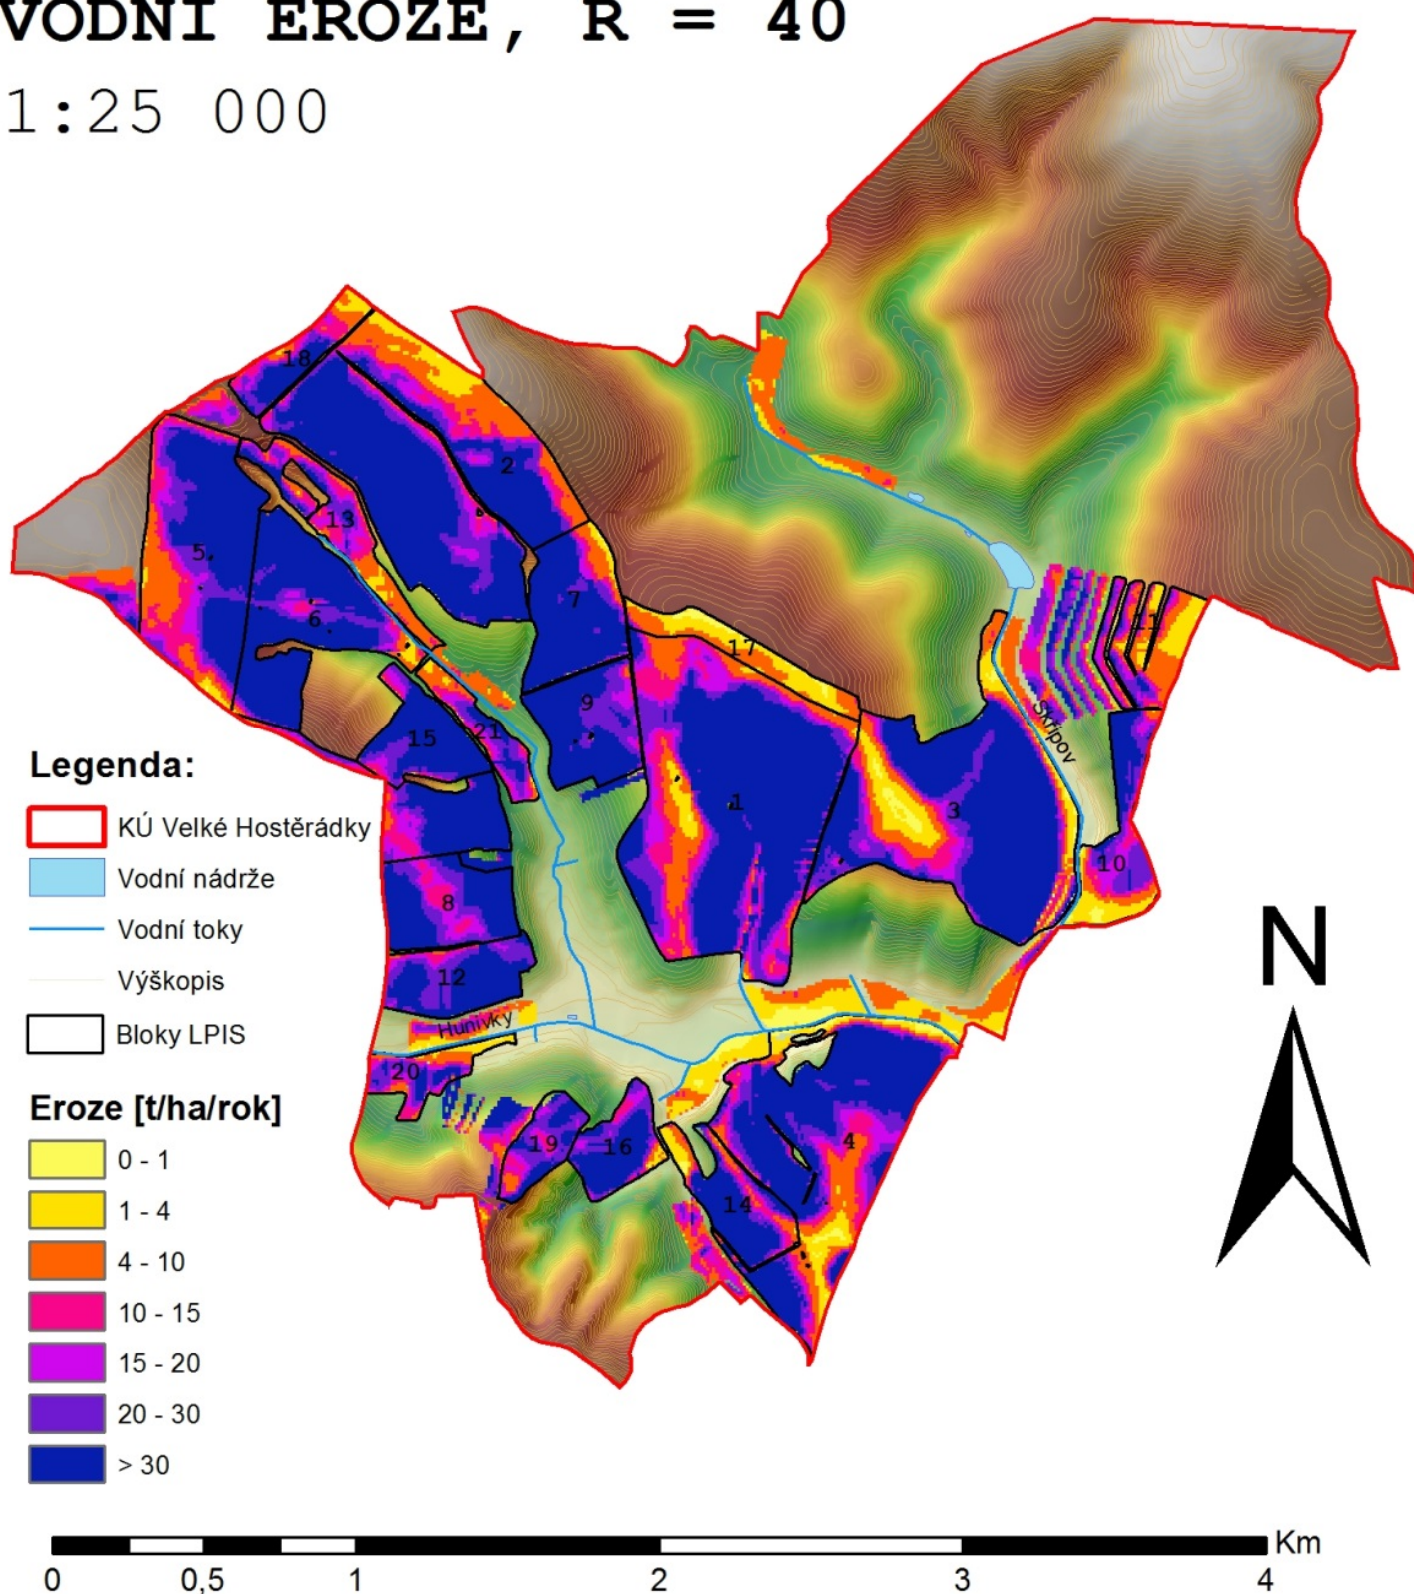 VODNÍ EROZE, R = 40
1:25 000
18
2
13
5
7
6
17
11
9
21
15
Skřipov
1
3
10
8
12
Hunivky
20
4
19
16
14
Legenda:
KÚ Velké Hostěrádky
Vodní nádrže
Vodní toky
Výškopis
Bloky LPIS
Eroze [t/ha/rok]
0 - 1
1 - 4
4 - 10
10 - 15
15 - 20
20 - 30
> 30
N
Km
0 0,5 1 2 3 4